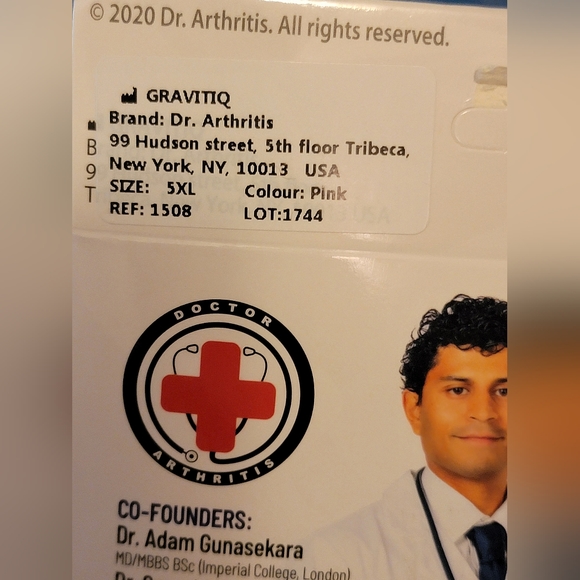 © 2020 Dr. Arthritis. All rights reserved.
GRAVITIQ
Brand: Dr. Arthritis
99 Hudson street, 5th floor Tribeca,
New York, NY, 10013 USA
SIZE: 5XL Colour: Pink
REF: 1508 LOT:1744
B
9
T
DOCTOR
ARTHRITIS
CO-FOUNDERS:
Dr. Adam Gunasekara
MD/MBBS BSc (Imperial College, London)
Dr.